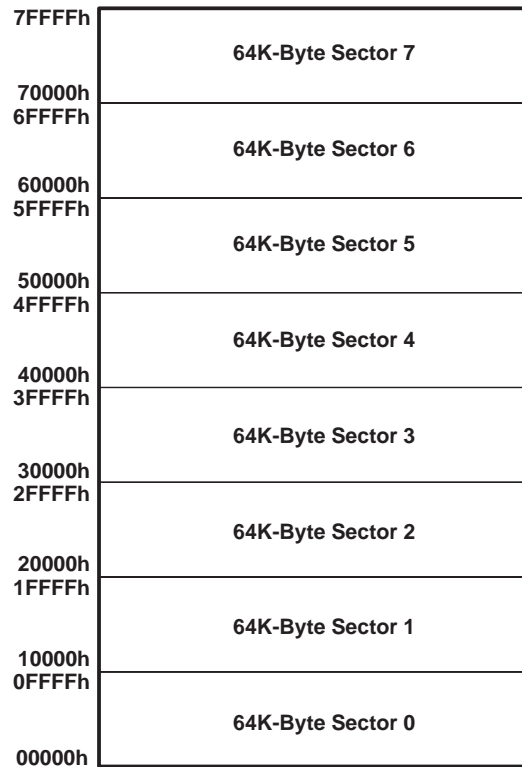 7FFFFh
64K-Byte Sector 7
70000h
6FFFFh
64K-Byte Sector 6
60000h
5FFFFh
64K-Byte Sector 5
50000h
4FFFFh
64K-Byte Sector 4
40000h
3FFFFh
64K-Byte Sector 3
30000h
2FFFFh
64K-Byte Sector 2
20000h
1FFFFh
64K-Byte Sector 1
10000h
0FFFFh
64K-Byte Sector 0
00000h